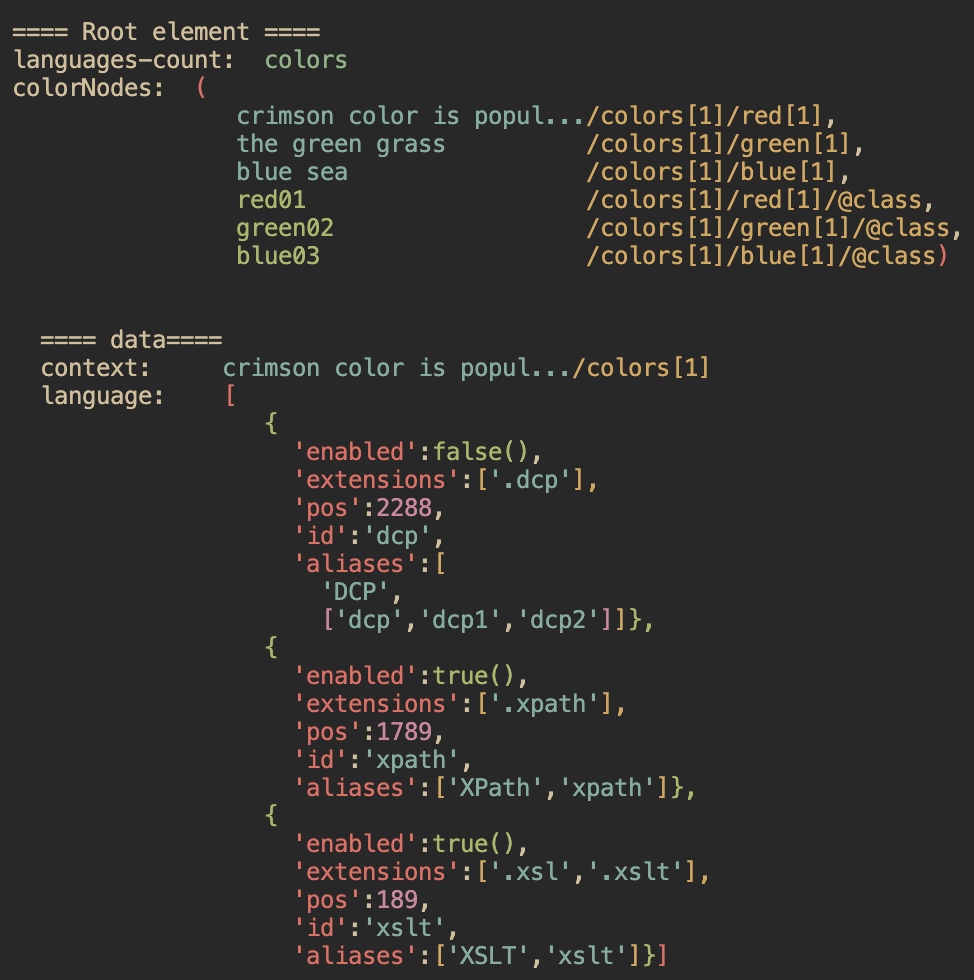 ==== Root element ====
languages-count:  colors
colorNodes:  (
                crimson color is popul.../colors[1]/red[1],
                the green grass          /colors[1]/green[1],
                blue sea                 /colors[1]/blue[1],
                red01                    /colors[1]/red[1]/@class,
                green02                  /colors[1]/green[1]/@class,
                blue03                   /colors[1]/blue[1]/@class)
  ==== data====
  context:     crimson color is popul.../colors[1]
  language:    [
                  {
                    'enabled':false(),
                    'extensions':['.dcp'],
                    'pos':2288,
                    'id':'dcp',
                    'aliases':[
                      'DCP',
                      ['dcp','dcp1','dcp2']]},
                  {
                    'enabled':true(),
                    'extensions':['.xpath'],
                    'pos':1789,
                    'id':'xpath',
                    'aliases':['XPath','xpath']},
                  {
                    'enabled':true(),
                    'extensions':['.xsl','.xslt'],
                    'pos':189,
                    'id':'xslt',
                    'aliases':['XSLT','xslt']}]